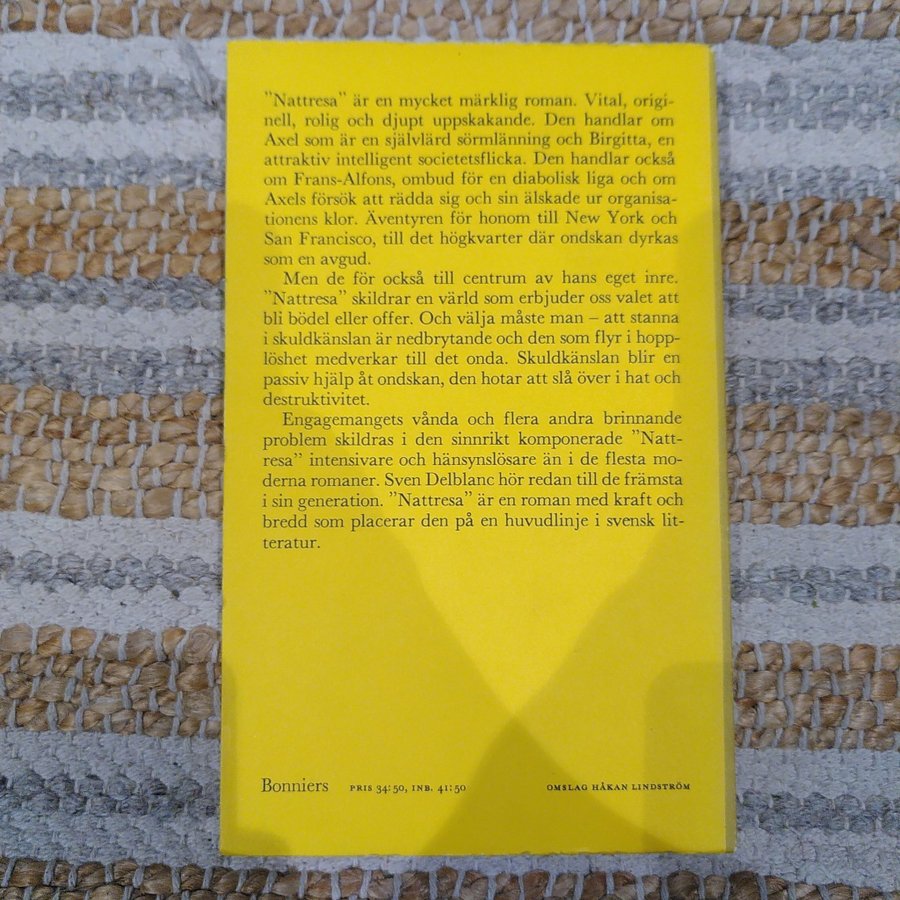 "Nattresa" är en mycket märklig roman. Vital, origi-
nell, rolig och djupt uppskakande. Den handlar om
Axel som är en självlärd sörmlänning och Birgitta, en
attraktiv intelligent societetsflicka. Den handlar också
om Frans-Alfons, ombud för en diabolisk liga och om
Axels försök att rädda sig och sin älskade ur organisa-
tionens klor. Äventyren för honom till New York och
San Francisco, till det högkvarter där ondskan dyrkas
som en avgud.
Men de för också till centrum av hans eget inre.
"Nattresa" skildrar en värld som erbjuder oss valet att
bli bödel eller offer. Och välja måste man – att stanna
i skuldkänslan är nedbrytande och den som flyr i hopp-
löshet medverkar till det onda. Skuldkänslan blir en
passiv hjälp åt ondskan, den hotar att slå över i hat och
destruktivitet.
Engagemangets vånda och flera andra brinnande
problem skildras i den sinnrikt komponerade "Natt-
resa" intensivare och hänsynslösare än i de flesta mo-
derna romaner. Sven Delblanc hör redan till de främsta
i sin generation. "Nattresa" är en roman med kraft och
bredd som placerar den på en huvudlinje i svensk lit-
teratur.
Bonniers PRIS 34:50, INB. 41:50 OMSLAG HÅKAN LINDSTRÖM